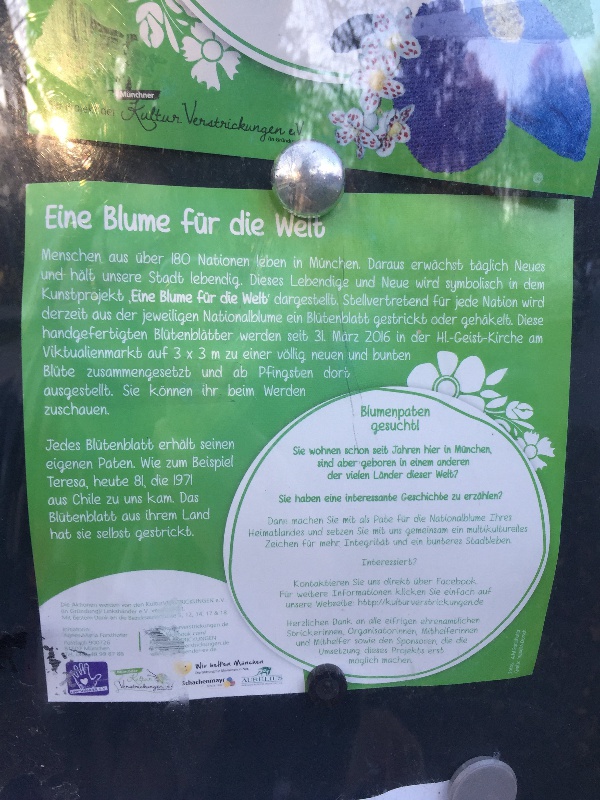 Münchner
Kultur Verstrickungen e.V.
Eine Blume für die Welt
Menschen aus über 180 Nationen leben in München. Daraus erwächst täglich Neues
und hält unsere Stadt lebendig. Dieses Lebendige und Neue wird symbolisch in dem
Kunstprojekt ‚Eine Blume für die Welt‘ dargestellt. Stellvertretend für jede Nation wird
derzeit aus der jeweiligen Nationalblume ein Blütenblatt gestrickt oder gehäkelt. Diese
handgefertigten Blütenblätter werden seit 31. März 2016 in der HL-Geist-Kirche am
Viktualienmarkt auf 3 x 3 m zu einer völlig neuen und bunten
Blüte zusammengesetzt und ab Pfingsten dort
ausgestellt. Sie können ihr beim Werden
zuschauen.
Jedes Blütenblatt erhält seinen
eigenen Paten. Wie zum Beispiel
Teresa, heute 81, die 1971
aus Chile zu uns kam. Das
Blütenblatt aus ihrem Land
hat sie selbst gestrickt.
Blumenpaten
gesucht!
Sie wohnen schon seit Jahren hier in München,
sind aber geboren in einem anderen
der vielen Länder dieser Welt?
Sie haben eine interessante Geschichte zu erzählen?
Dann machen Sie mit als Pate für die Nationalblume Ihres
Heimatlandes und setzen Sie mit uns gemeinsam ein multikulturelles
Zeichen für mehr Integrität und ein bunteres Stadtleben.
Interessiert?
Kontaktieren Sie uns direkt über Facebook.
Für weitere Informationen klicken Sie einfach auf
unsere Webseite: http://kulturverstrickungen.de
Herzlichen Dank an die eifrigen ehrenamtlichen
Strickerinnen, Organisatorinnen, Mithelferinnen
und Mithelfer sowie den Sponsoren, die die
Umsetzung dieses Projekts erst
möglich machen.
Wir helfen München
Schachenmayr
AURELIUS